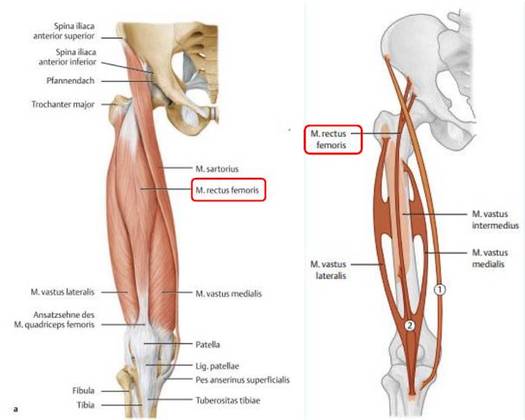 Spina iliaca
anterior superior
Spina iliaca
anterior inferior
Pfannendach
Trochanter major
M. sartorius
M. rectus femoris
M. vastus lateralis
M. vastus medialis
Ansatzsehne des
M. quadriceps femoris
Patella
Lig. patellae
Pes anserinus superficialis
Fibula
Tibia
Tuberositas tibiae
a
M. rectus
femoris
M. vastus
intermedius
M. vastus
medialis
M. vastus
lateralis
1
2